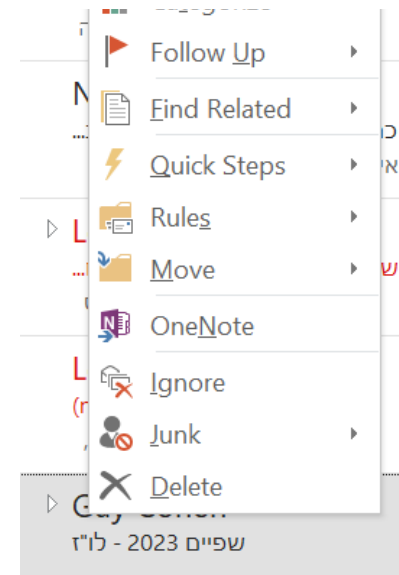 Follow Up
Find Related
Quick Steps
Rules
Move
OneNote
Ignore
Junk
Delete
שפיים 2023 - לו"ז